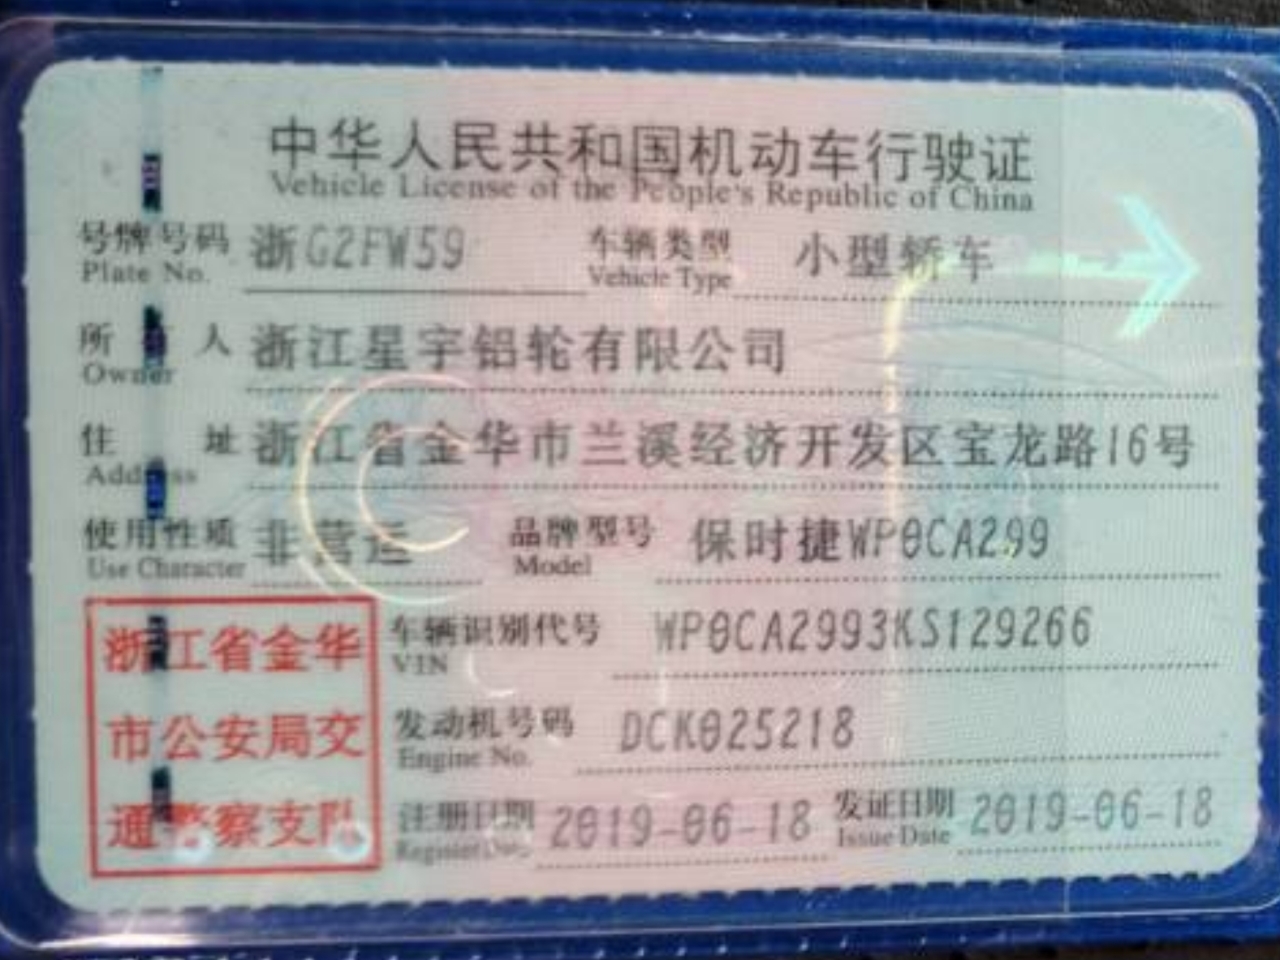 中华人民共和国机动车行驶证
Vehicle License of the People's Republic of China
号牌号码 浙G2FW59 车辆类型 小型轿车
Plate No. Vehicle Type
所有人 浙江星宇铝轮有限公司
Owner
住址 浙江省金华市兰溪经济开发区宝龙路16号
Address
使用性质 非营运 品牌型号 保时捷WP0CA299
Use Character Model
浙江省金华 车辆识别代号 WP0CA2993KS129266
VIN
市公安局交 发动机号码 DCK025218
Engine No.
通警察支队 注册日期 2019-06-18 发证日期 2019-06-18
Register Date Issue Date